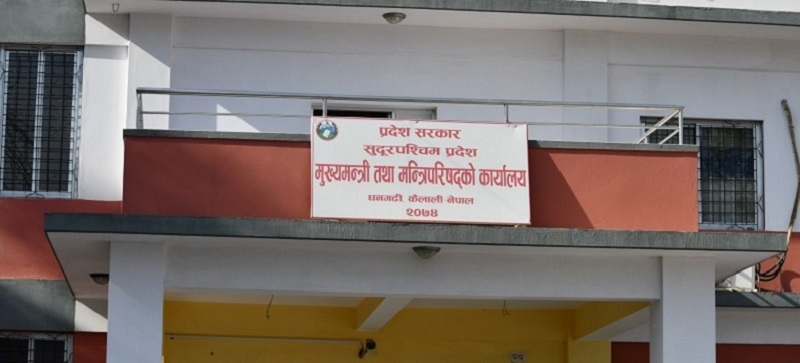 प्रदेश सरकार
सुदूरपश्चिम प्रदेश
मुख्यमन्त्री तथा मन्त्रिपरिषद्को कार्यालय
धनगढी, कैलाली-नेपाल
२०७४